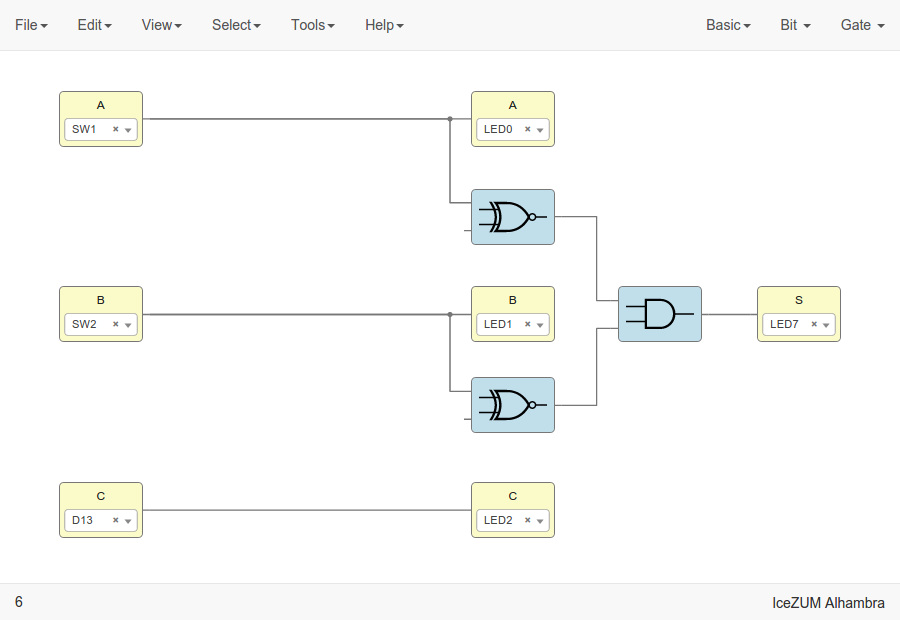 File Edit View Select Tools Help Basic Bit Gate
A A
SW1 LED0
B B S
SW2 LED1 LED7
C C
D13 LED2
6 IceZUM Alhambra